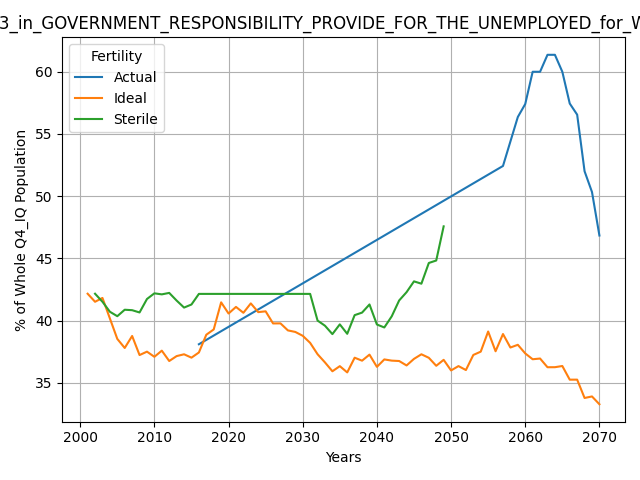 3_in_GOVERNMENT_RESPONSIBILITY_PROVIDE_FOR_THE_UNEMPLOYED_for_W
Fertility
Actual
Ideal
Sterile
% of Whole Q4_IQ Population
60
55
50
45
40
35
2000 2010 2020 2030 2040 2050 2060 2070
Years